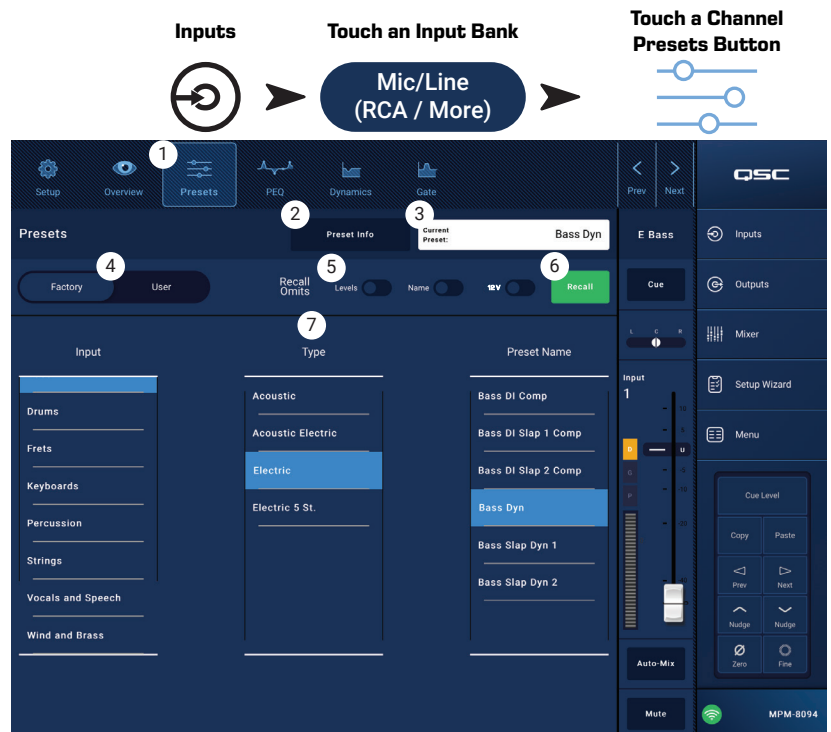 Inputs
Touch an Input Bank
Touch a Channel
Presets Button
Mic/Line
(RCA / More)
1
Setup
Overview
Presets
PEQ
Dynamics
Gate
Prev
Next
QSC
Presets
2
Preset Info
3
Current
Preset:
Bass Dyn
E Bass
Inputs
4
Factory
User
Recall
Omits
5
Levels
Name
12V
6
Recall
Cue
Outputs
L C R
Mixer
7
Input
Type
Preset Name
Drums
Frets
Keyboards
Percussion
Strings
Vocals and Speech
Wind and Brass
Acoustic
Acoustic Electric
Electric
Electric 5 St.
Bass DI Comp
Bass DI Slap 1 Comp
Bass DI Slap 2 Comp
Bass Dyn
Bass Slap Dyn 1
Bass Slap Dyn 2
Input
1
10
5
D
U
G
-5
P
-10
-20
-40
Auto-Mix
Mute
Setup Wizard
Menu
Cue Level
Copy
Paste
Prev
Next
Nudge
Nudge
Zero
Fine
MPM-8094